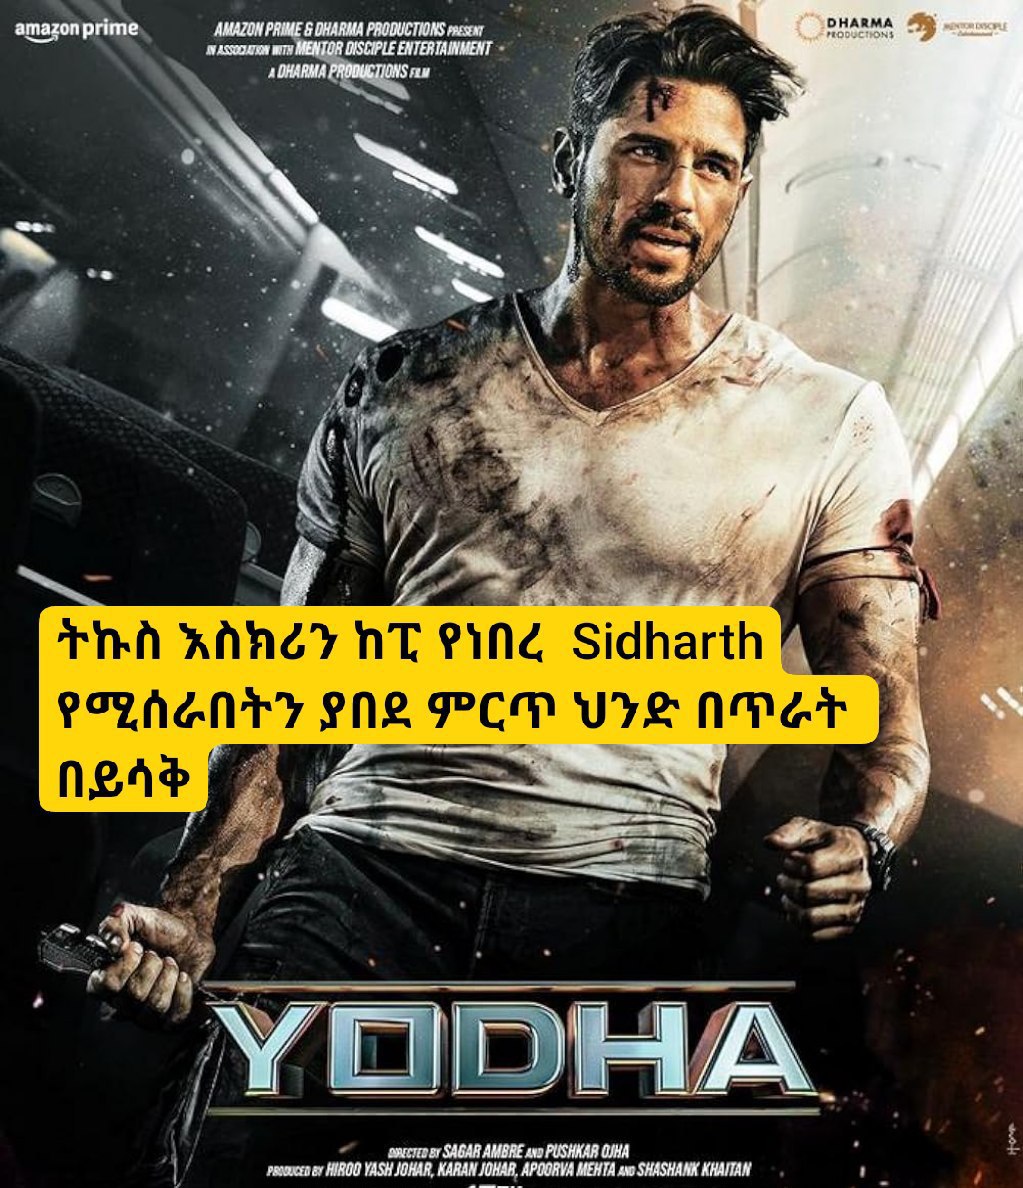 amazon prime
AMAZON PRIME & DHARMA PRODUCTIONS PRESENT
IN ASSOCIATION WITH MENTOR DISCIPLE ENTERTAINMENT
A DHARMA PRODUCTIONS FILM
DHARMA
PRODUCTIONS
MENTOR DISCIPLE
Entertainment
ትኩስ እስክሪን ከፒ የነበረ Sidharth
የሚሰራበትን ያበደ ምርጥ ህንድ በጥራት
በይሳቅ
YODHA
DIRECTED BY SAGAR AMBRE AND PUSHKAR OJHA
PRODUCED BY HIROO YASH JOHAR, KARAN JOHAR, APOORVA MEHTA AND SHASHANK KHAITAN